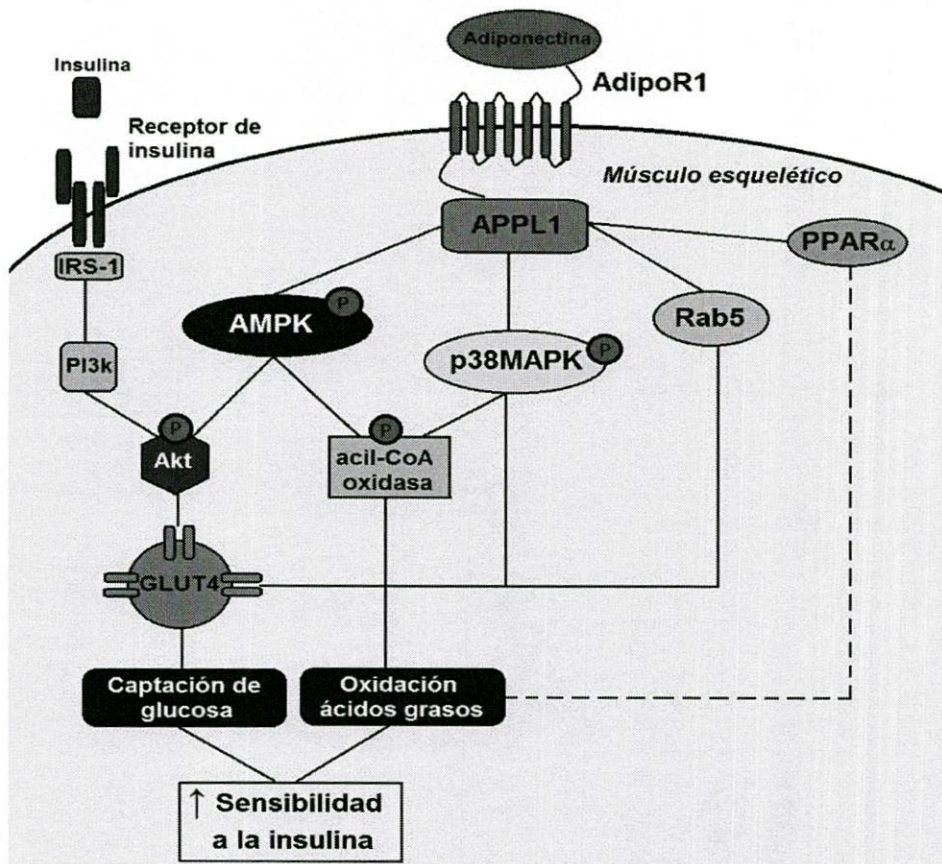 Adiponectina
Insulina
AdipoR1
Receptor de
insulina
Músculo esquelético
APPL1
PPARα
IRS-1
P
AMPK
Rab5
P
p38MAPK
PI3k
P
P
Akt
acil-CoA
oxidasa
GLUT4
Captación de
glucosa
Oxidación
ácidos grasos
↑ Sensibilidad
a la insulina